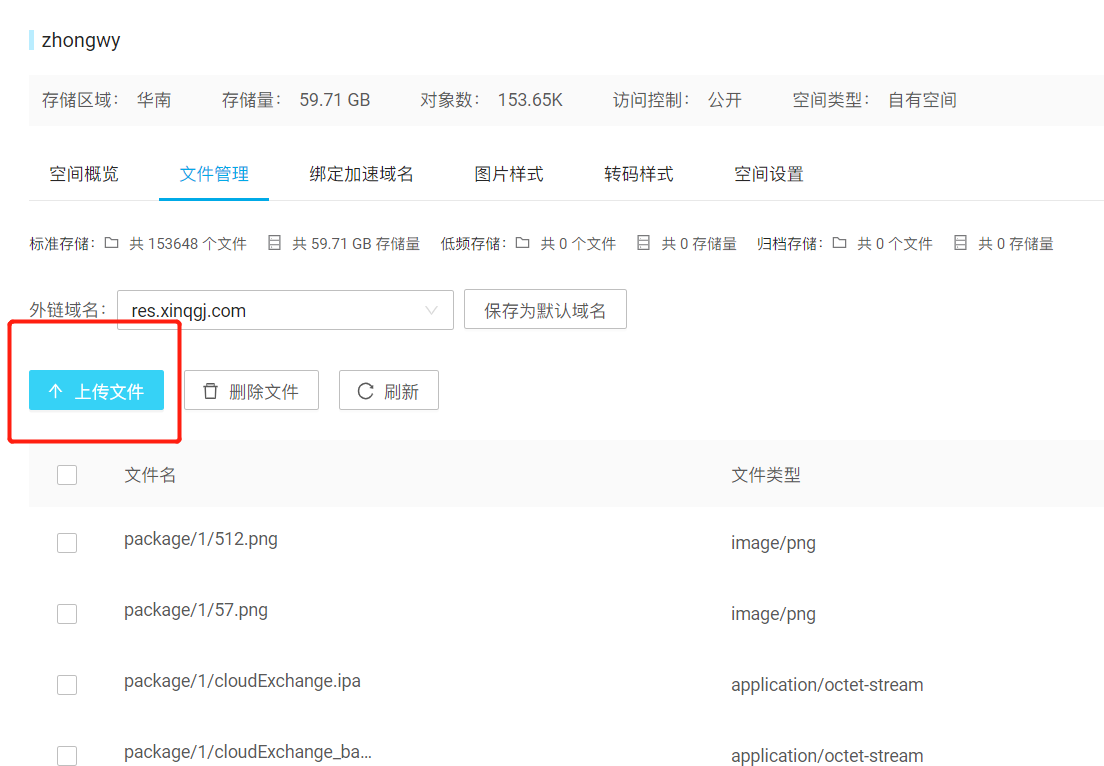 zhongwy
存储区域： 华南 存储量： 59.71 GB 对象数： 153.65K 访问控制： 公开 空间类型： 自有空间
空间概览 文件管理 绑定加速域名 图片样式 转码样式 空间设置
标准存储： 共 153648 个文件 共 59.71 GB 存储量 低频存储： 共 0 个文件 共 0 存储量 归档存储： 共 0 个文件 共 0 存储量
外链域名： res.xinqgj.com 保存为默认域名
上传文件 删除文件 刷新
文件名 文件类型
package/1/512.png image/png
package/1/57.png image/png
package/1/cloudExchange.ipa application/octet-stream
package/1/cloudExchange_ba... application/octet-stream